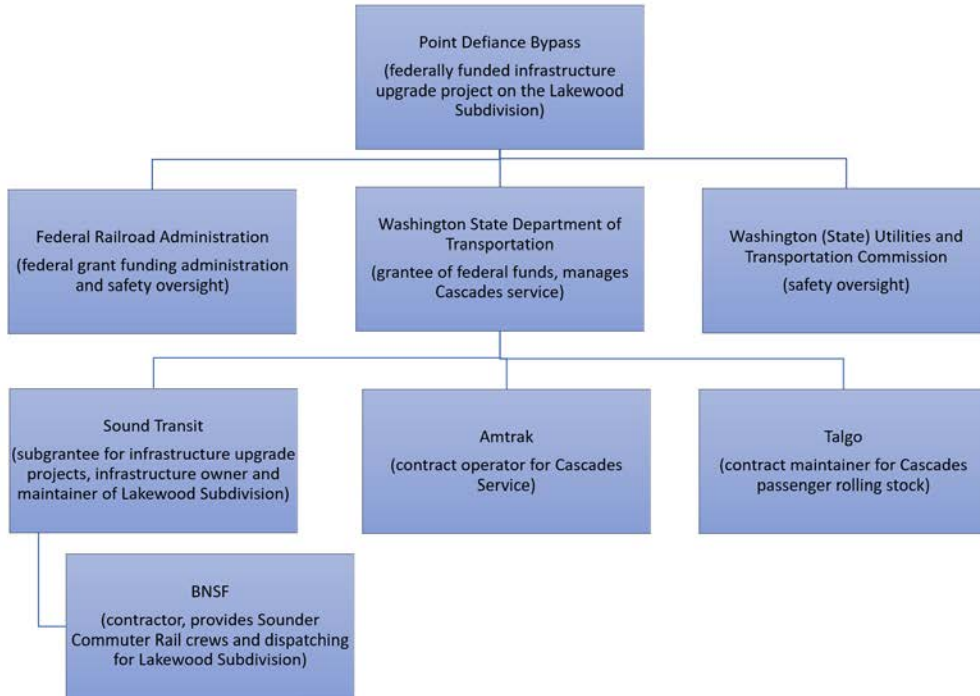 Point Defiance Bypass
(federally funded infrastructure
upgrade project on the Lakewood
Subdivision)
Federal Railroad Administration
(federal grant funding administration
and safety oversight)
Washington State Department of
Transportation
(grantee of federal funds, manages
Cascades service)
Washington (State) Utilities and
Transportation Commission
(safety oversight)
Sound Transit
(subgrantee for infrastructure upgrade
projects, infrastructure owner and
maintainer of Lakewood Subdivision)
Amtrak
(contract operator for Cascades
Service)
Talgo
(contract maintainer for Cascades
passenger rolling stock)
BNSF
(contractor, provides Sounder
Commuter Rail crews and dispatching
for Lakewood Subdivision)